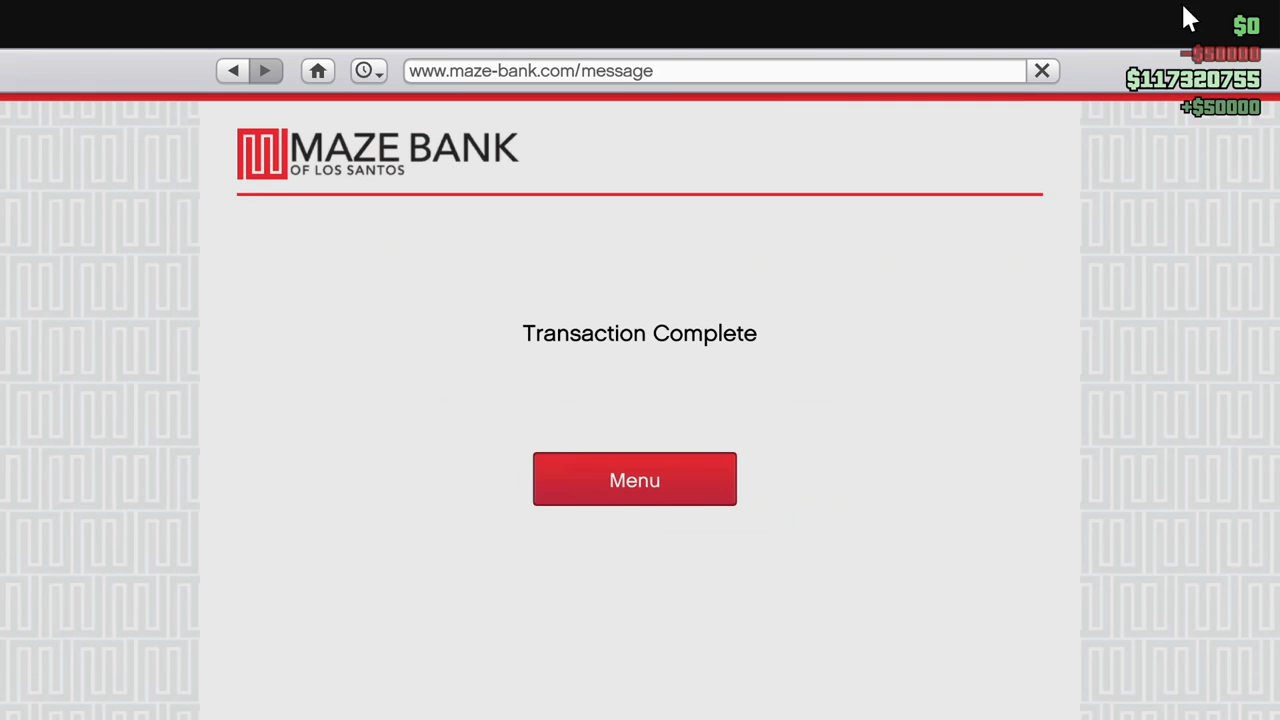 $0
-$50000
www.maze-bank.com/message
$117320755
+$50000
MAZE BANK
OF LOS SANTOS
Transaction Complete
Menu